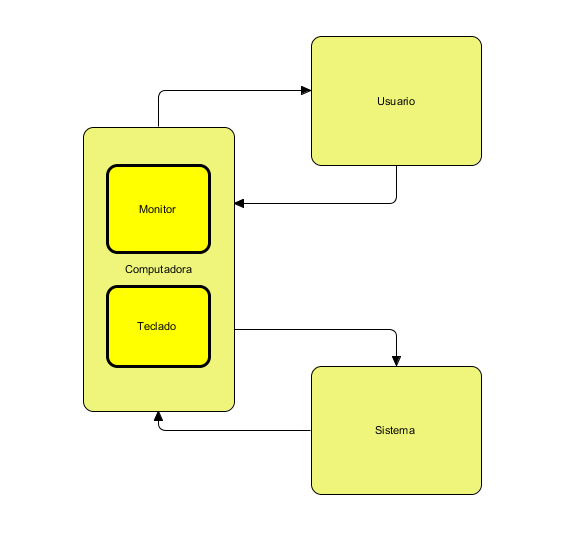 Usuario
Monitor
Computadora
Teclado
Sistema